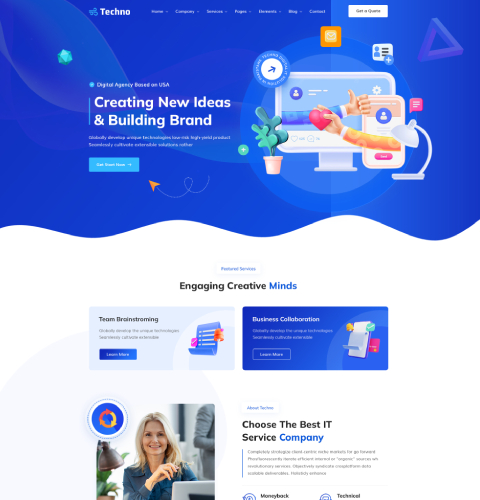 Techno
Home Company Services Pages Elements Blog Contact
Get a Quote
Digital Agency Based on USA
Creating New Ideas
& Building Brand
Globally develop unique technologies low-risk high-yield product
Seamlessly cultivate extensible solutions rather
Get Start Now
Featured Services
Engaging Creative Minds
Team Brainstroming
Globally develop the unique technologies
Seamlessly cultivate extensible
Learn More
Business Collaboration
Globally develop the unique technologies
Seamlessly cultivate extensible
Learn More
About Techno
Choose The Best IT
Service Company
Completely strategize client-centric niche markets for go forward
Phosfluorescently needs efficient internal or "organic" sources wh
revolutionary services. Objectively syndicate crossplatform data
scalable deliverables. Holisticly enhance
Moneyback
Technical